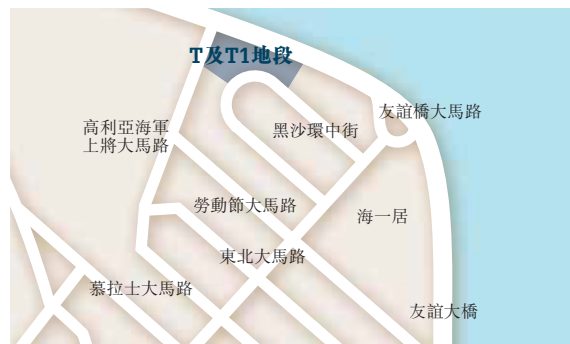 T及T1地段
友誼橋大馬路
高利亞海軍
上將大馬路
黑沙環中街
勞動節大馬路
海一居
東北大馬路
慕拉士大馬路
友誼大橋